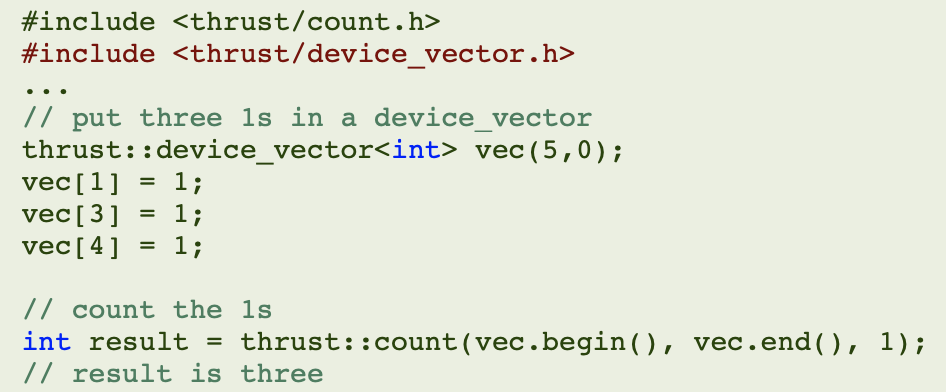 #include <thrust/count.h>
#include <thrust/device_vector.h>
...
// put three 1s in a device_vector
thrust::device_vector<int> vec(5,0);
vec[1] = 1;
vec[3] = 1;
vec[4] = 1;
// count the 1s
int result = thrust::count(vec.begin(), vec.end(), 1);
// result is three